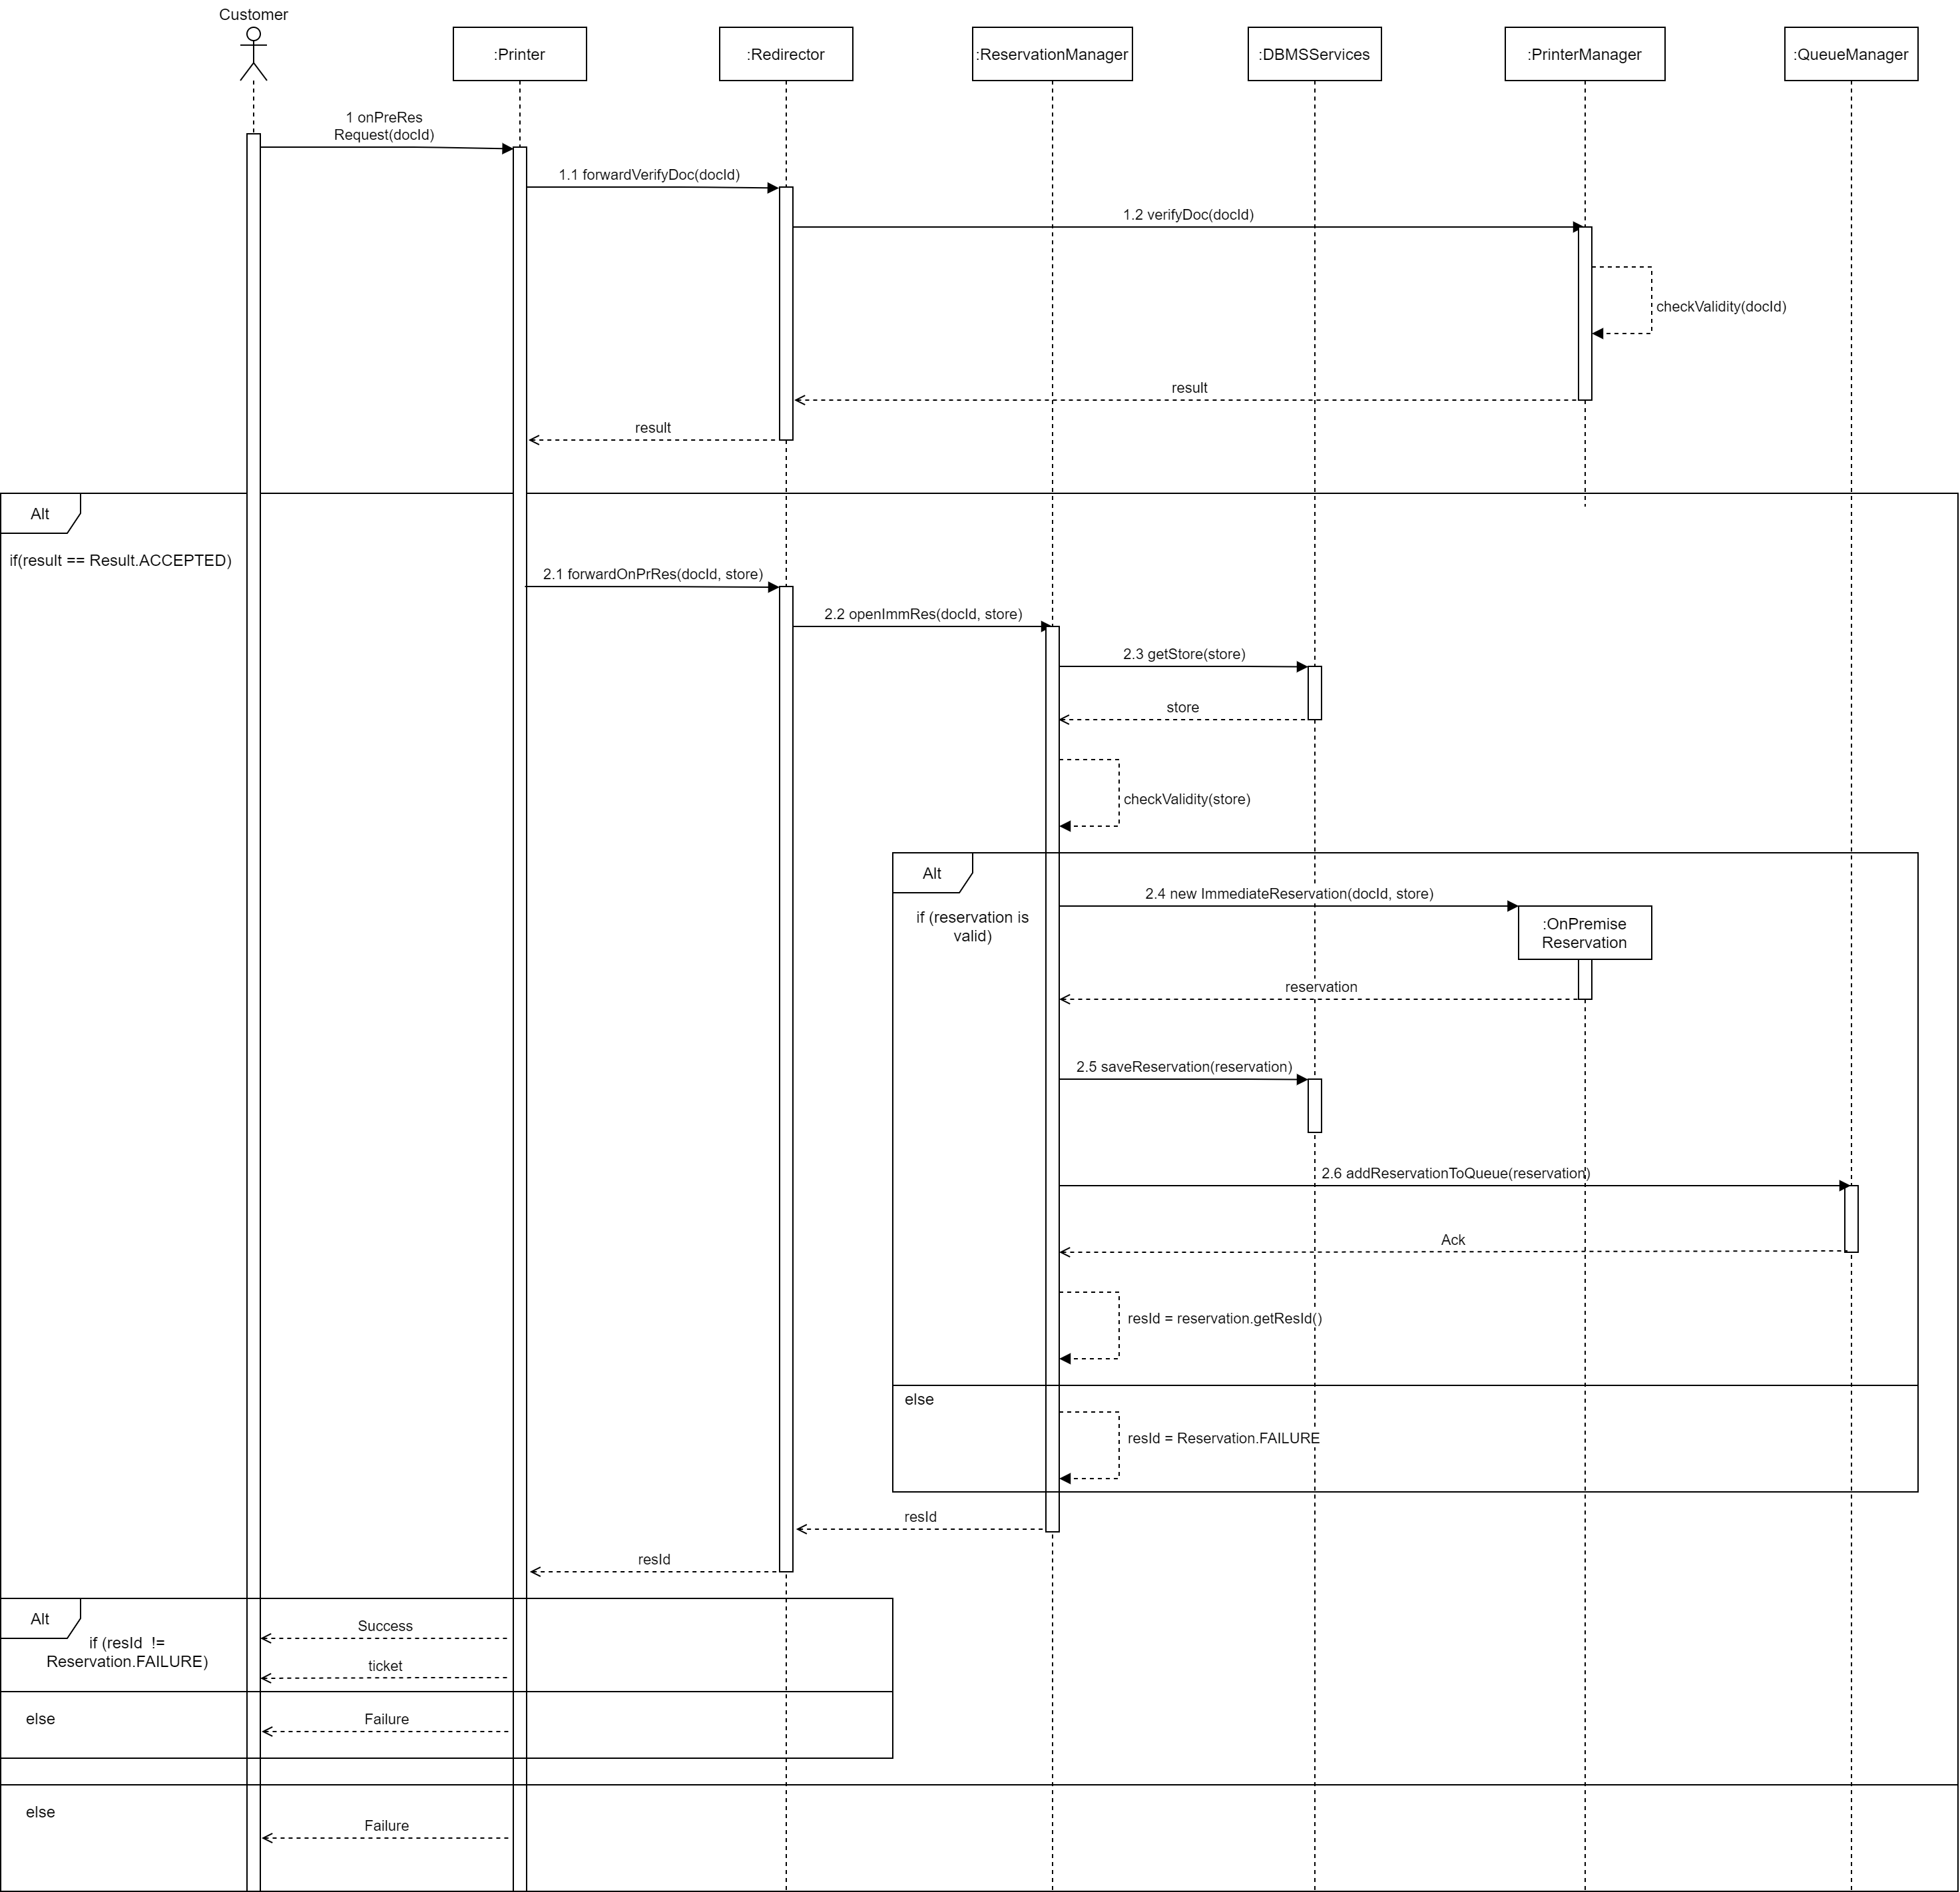 Customer
:Printer
:Redirector
:ReservationManager
:DBMSServices
:PrinterManager
:QueueManager
1 onPreRes
Request(docId)
1.1 forwardVerifyDoc(docId)
1.2 verifyDoc(docId)
checkValidity(docId)
result
result
Alt
if(result == Result.ACCEPTED)
2.1 forwardOnPrRes(docId, store)
2.2 openImmRes(docId, store)
2.3 getStore(store)
store
checkValidity(store)
Alt
if (reservation is
valid)
2.4 new ImmediateReservation(docId, store)
:OnPremise
Reservation
reservation
2.5 saveReservation(reservation)
2.6 addReservationToQueue(reservation)
Ack
resId = reservation.getResId()
else
resId = Reservation.FAILURE
resId
resId
Alt
if (resId != 
Reservation.FAILURE)
Success
ticket
else
Failure
else
Failure